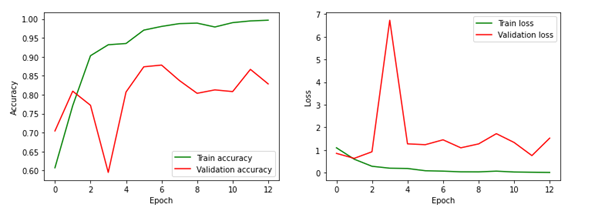 1.00
0.95
0.90
0.85
0.80
0.75
0.70
0.65
0.60
Accuracy
Train accuracy
Validation accuracy
0 2 4 6 8 10 12
Epoch
7
6
5
4
3
2
1
0
Loss
Train loss
Validation loss
0 2 4 6 8 10 12
Epoch